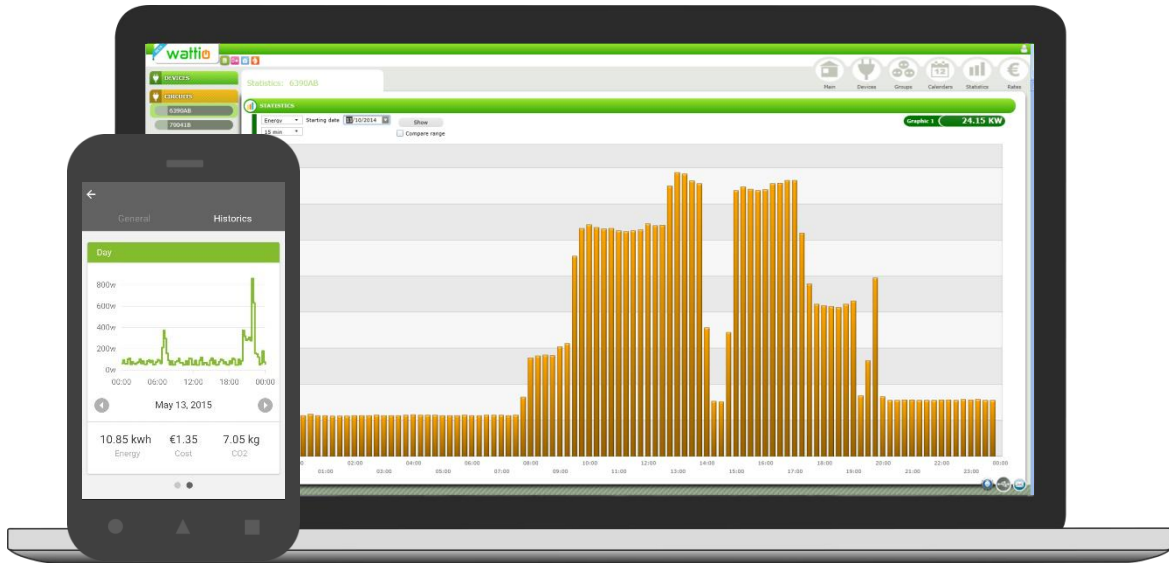 wattio
DEVICES
CIRCUITS
6390AB
79041B
Statistics: 6390AB
Main Devices Groups Calendars Statistics Rates
12
€
STATISTICS
Energy Starting date /10/2014 Show
15 min Compare range
Graphic 1 24.15 KW
02:00 04:00 06:00 08:00 10:00 12:00 14:00 16:00 18:00 20:00 22:00 00:00
01:00 03:00 05:00 07:00 09:00 11:00 13:00 15:00 17:00 19:00 21:00 23:00
General Historics
Day
800w
600w
400w
200w
0w
00:00 06:00 12:00 18:00 00:00
May 13, 2015
10.85 kwh €1.35 7.05 kg
Energy Cost CO2